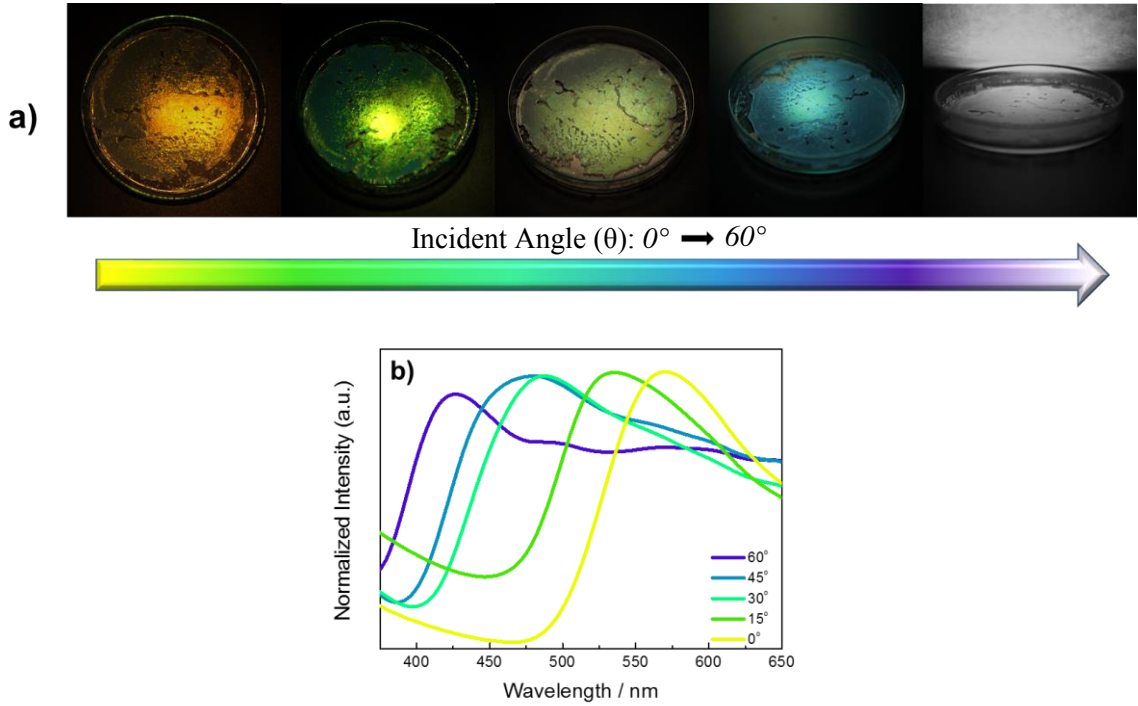 a)
Incident Angle (θ): 0° ➡ 60°
b)
Normalized Intensity (a.u.)
60°
45°
30°
15°
0°
400 450 500 550 600 650
Wavelength / nm